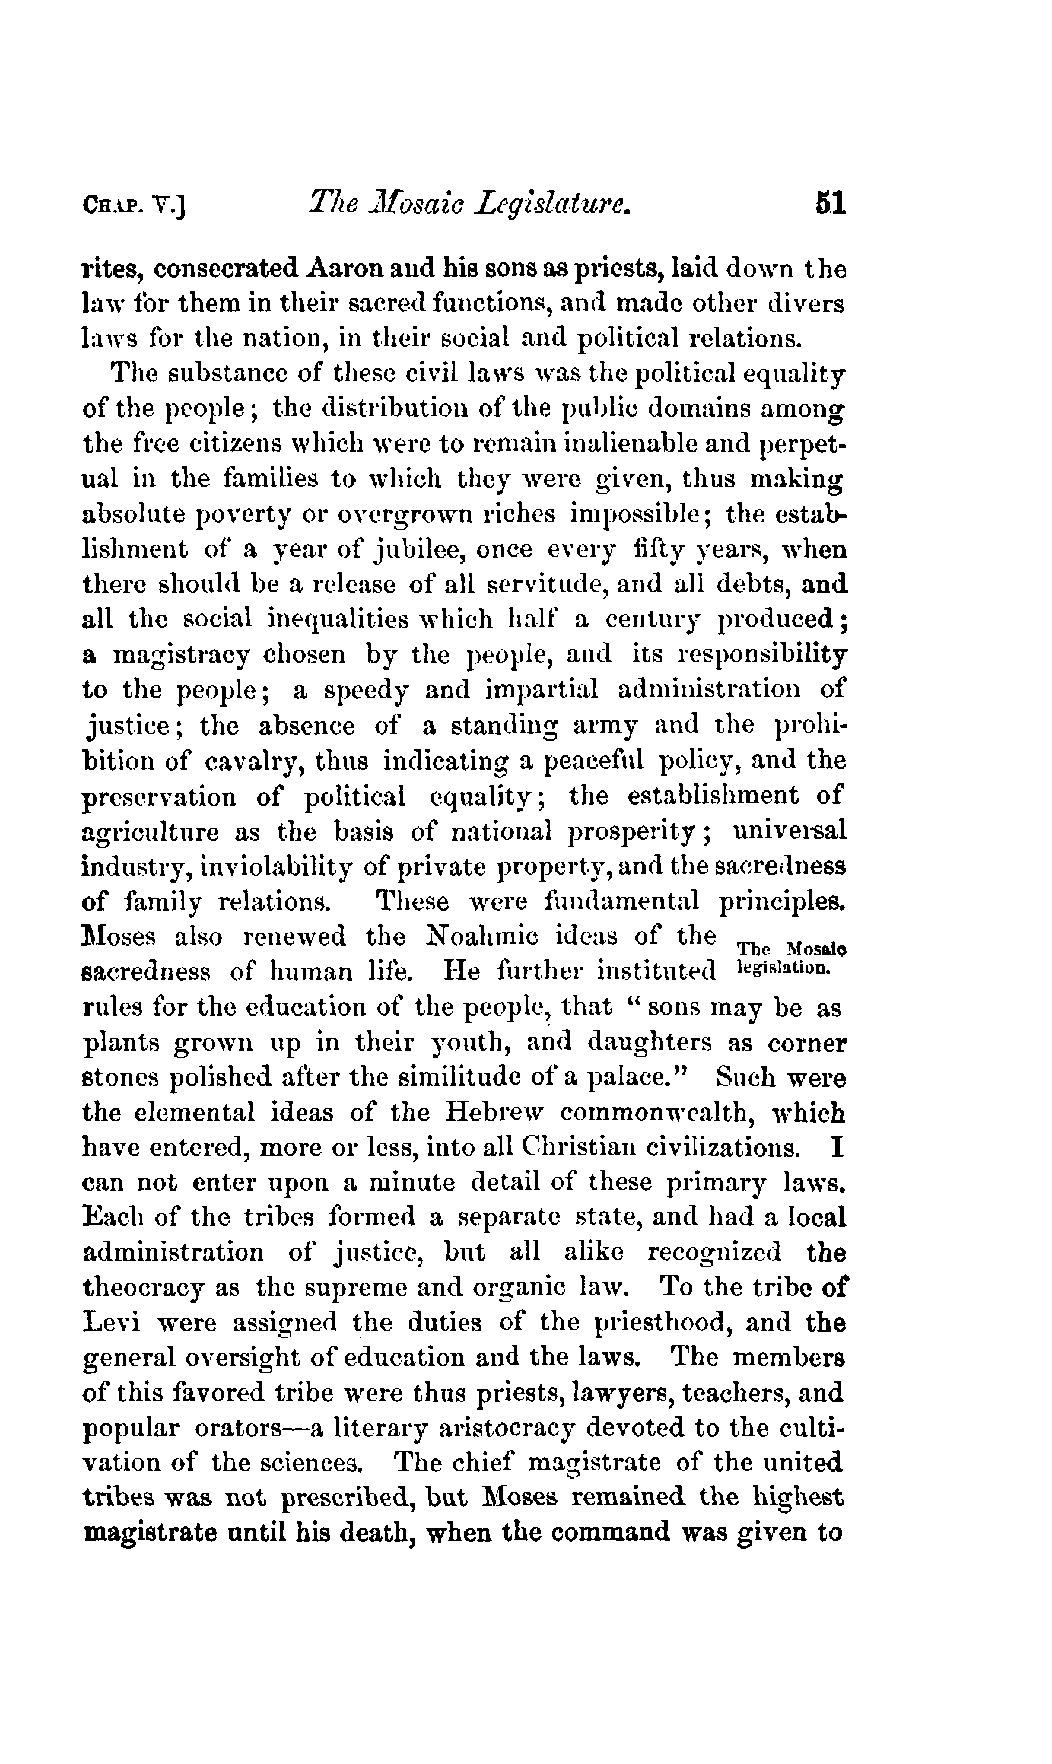 CHAP. V.] The Mosaic Legislature. 51
rites, consecrated Aaron and his sons as priests, laid down the
law for them in their sacred functions, and made other divers
laws for the nation, in their social and political relations.
The substance of these civil laws was the political equality
of the people; the distribution of the public domains among
the free citizens which were to remain inalienable and perpet-
ual in the families to which they were given, thus making
absolute poverty or overgrown riches impossible; the estab-
lishment of a year of jubilee, once every fifty years, when
there should be a release of all servitude, and all debts, and
all the social inequalities which half a century produced;
a magistracy chosen by the people, and its responsibility
to the people; a speedy and impartial administration of
justice; the absence of a standing army and the prohi-
bition of cavalry, thus indicating a peaceful policy, and the
preservation of political equality; the establishment of
agriculture as the basis of national prosperity; universal
industry, inviolability of private property, and the sacredness
of family relations. These were fundamental principles.
Moses also renewed the Noahmic ideas of the
The Mosaic
sacredness of human life. He further instituted
legislation.
rules for the education of the people, that "sons may be as
plants grown up in their youth, and daughters as corner
stones polished after the similitude of a palace." Such were
the elemental ideas of the Hebrew commonwealth, which
have entered, more or less, into all Christian civilizations. I
can not enter upon a minute detail of these primary laws.
Each of the tribes formed a separate state, and had a local
administration of justice, but all alike recognized the
theocracy as the supreme and organic law. To the tribe of
Levi were assigned the duties of the priesthood, and the
general oversight of education and the laws. The members
of this favored tribe were thus priests, lawyers, teachers, and
popular orators—a literary aristocracy devoted to the culti-
vation of the sciences. The chief magistrate of the united
tribes was not prescribed, but Moses remained the highest
magistrate until his death, when the command was given to